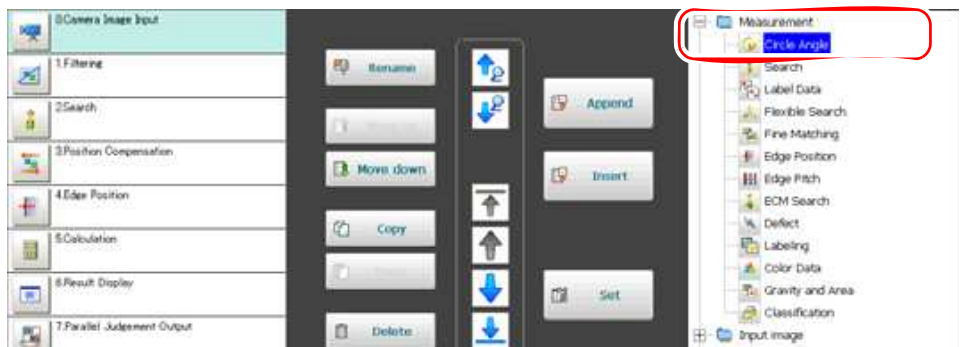 0.Camera Image Input
1.Filtering
2.Search
3.Position Compensation
4.Edge Position
5.Calculation
6.Result Display
7.Parallel Judgement Output
Rename
Move down
Copy
Delete
Append
Insert
Set
Measurement
Circle Angle
Search
Label Data
Flexible Search
Fine Matching
Edge Position
Edge Pitch
ECM Search
Defect
Labeling
Color Data
Gravity and Area
Classification
Input image